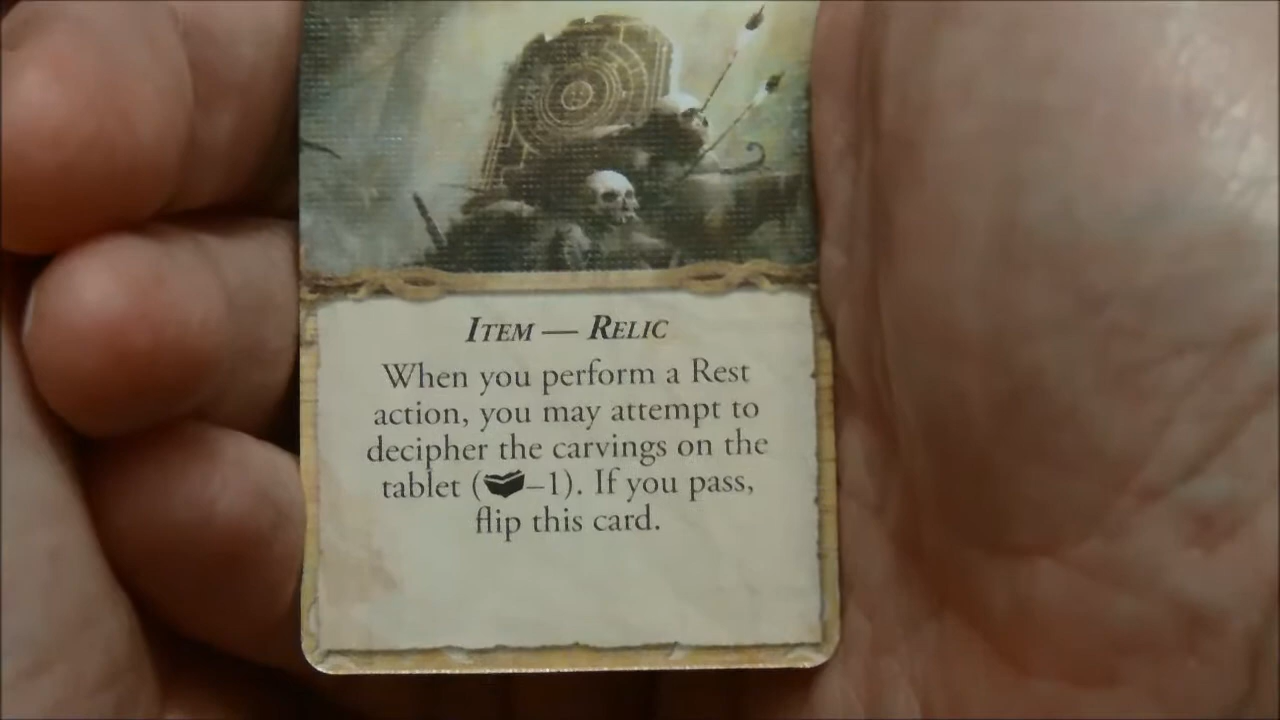 ITEM — RELIC
When you perform a Rest
action, you may attempt to
decipher the carvings on the
tablet (–1). If you pass,
flip this card.